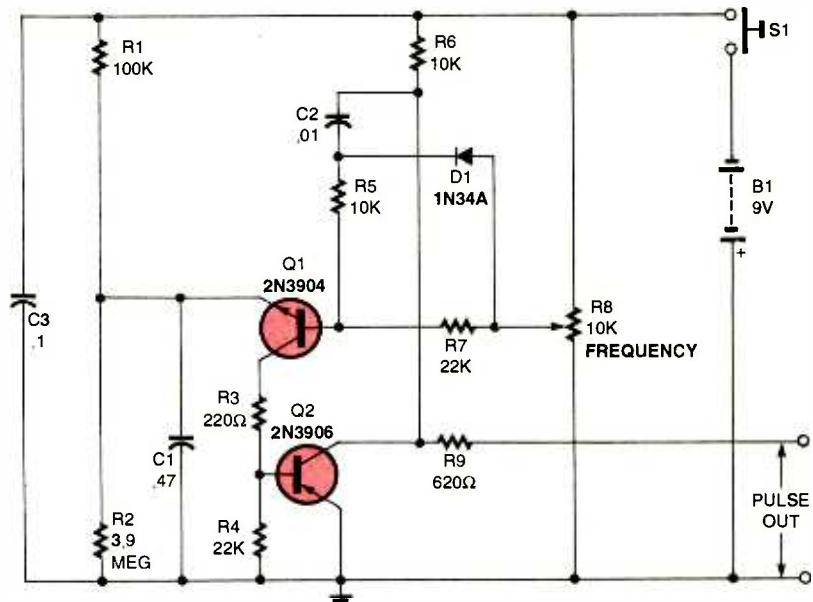 R1
100K
R6
10K
S1
C2
.01
D1
1N34A
B1
9V
+
R5
10K
Q1
2N3904
C3
.1
R7
22K
R8
10K
FREQUENCY
R3
220Ω
Q2
2N3906
C1
.47
R9
620Ω
R2
3.9
MEG
R4
22K
PULSE
OUT